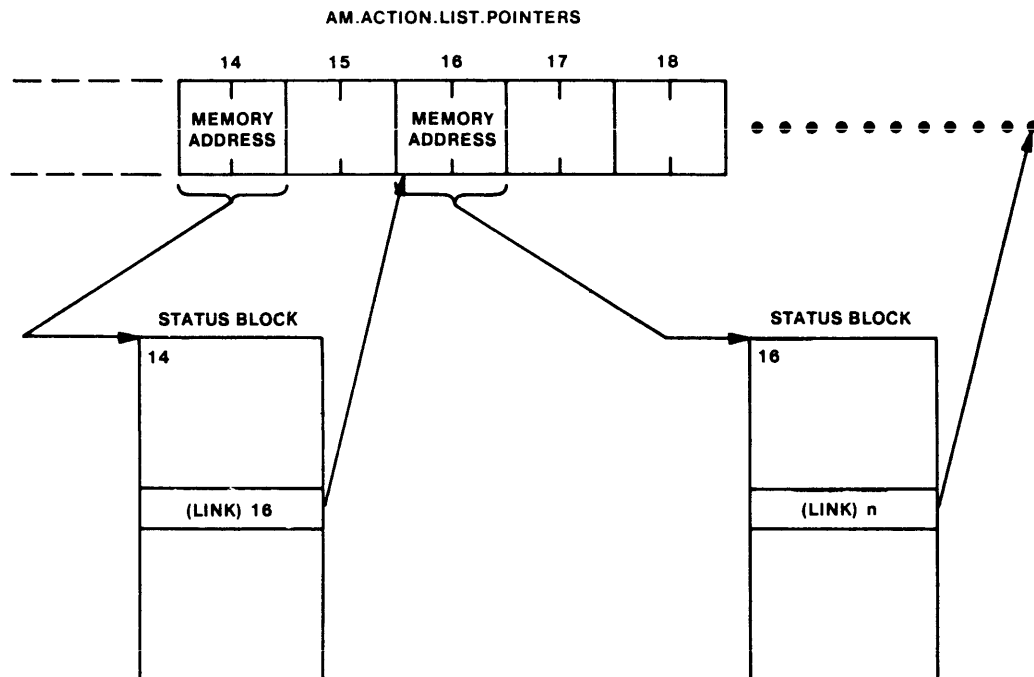 AM.ACTION.LIST.POINTERS
14 15 16 17 18
MEMORY
ADDRESS
MEMORY
ADDRESS
STATUS BLOCK
14
(LINK) 16
STATUS BLOCK
16
(LINK) n